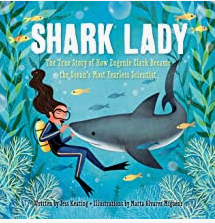 SHARK LADY
The True Story of How Eugenie Clark Became
the Ocean's Most Fearless Scientist
Written by Jess Keating • Illustrations by Marta Álvarez Miguéns